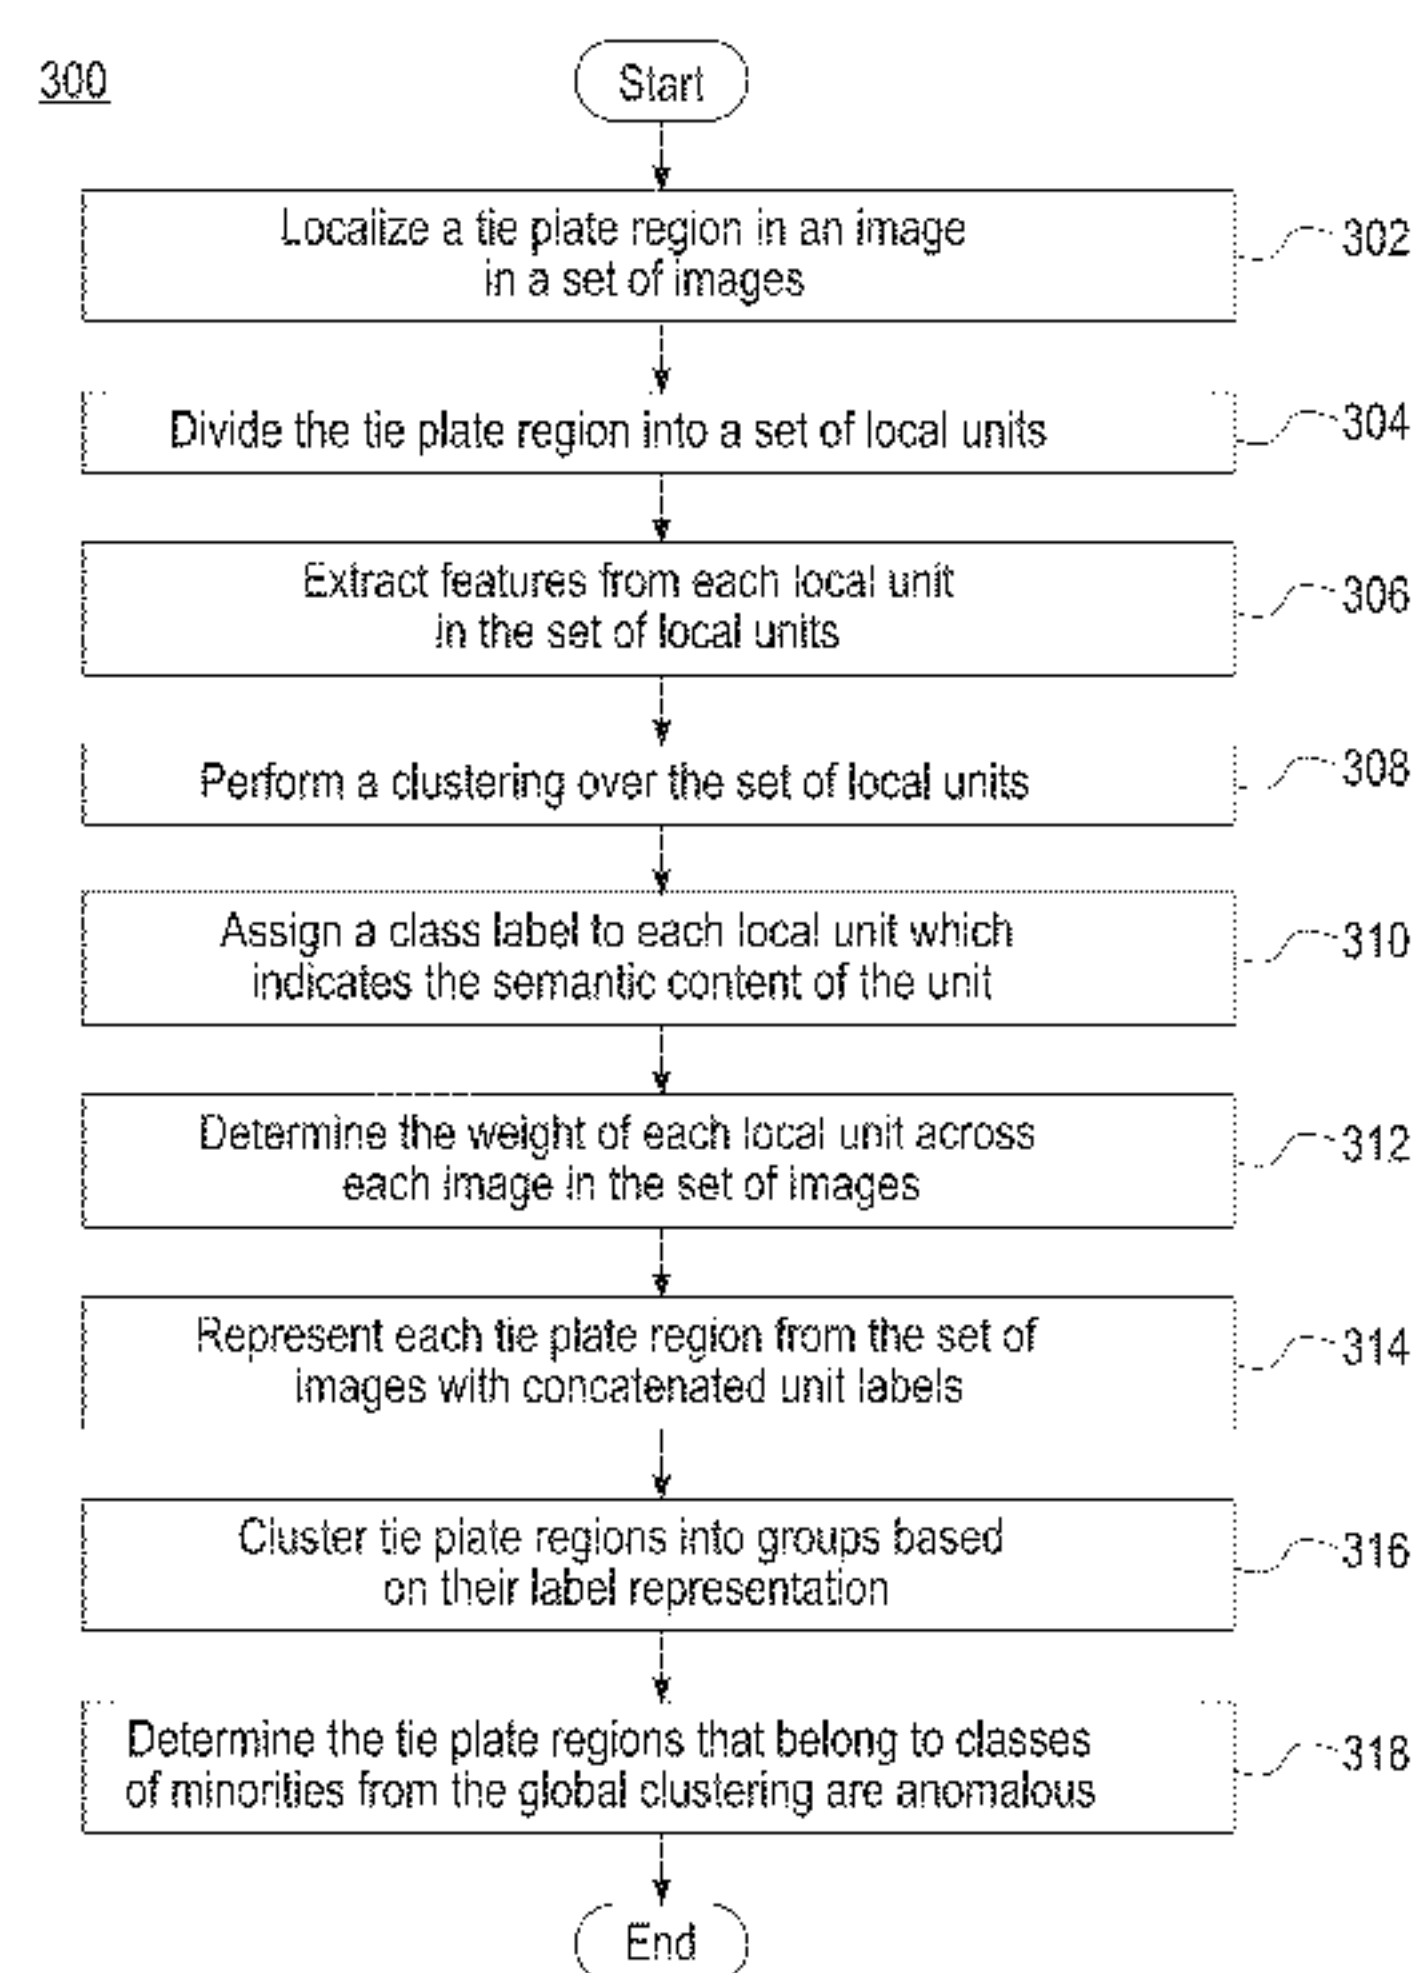 300
Start
Localize a tie plate region in an image
in a set of images
302
Divide the tie plate region into a set of local units
304
Extract features from each local unit
in the set of local units
306
Perform a clustering over the set of local units
308
Assign a class label to each local unit which
indicates the semantic content of the unit
310
Determine the weight of each local unit across
each image in the set of images
312
Represent each tie plate region from the set of
images with concatenated unit labels
314
Cluster tie plate regions into groups based
on their label representation
316
Determine the tie plate regions that belong to classes
of minorities from the global clustering are anomalous
318
End